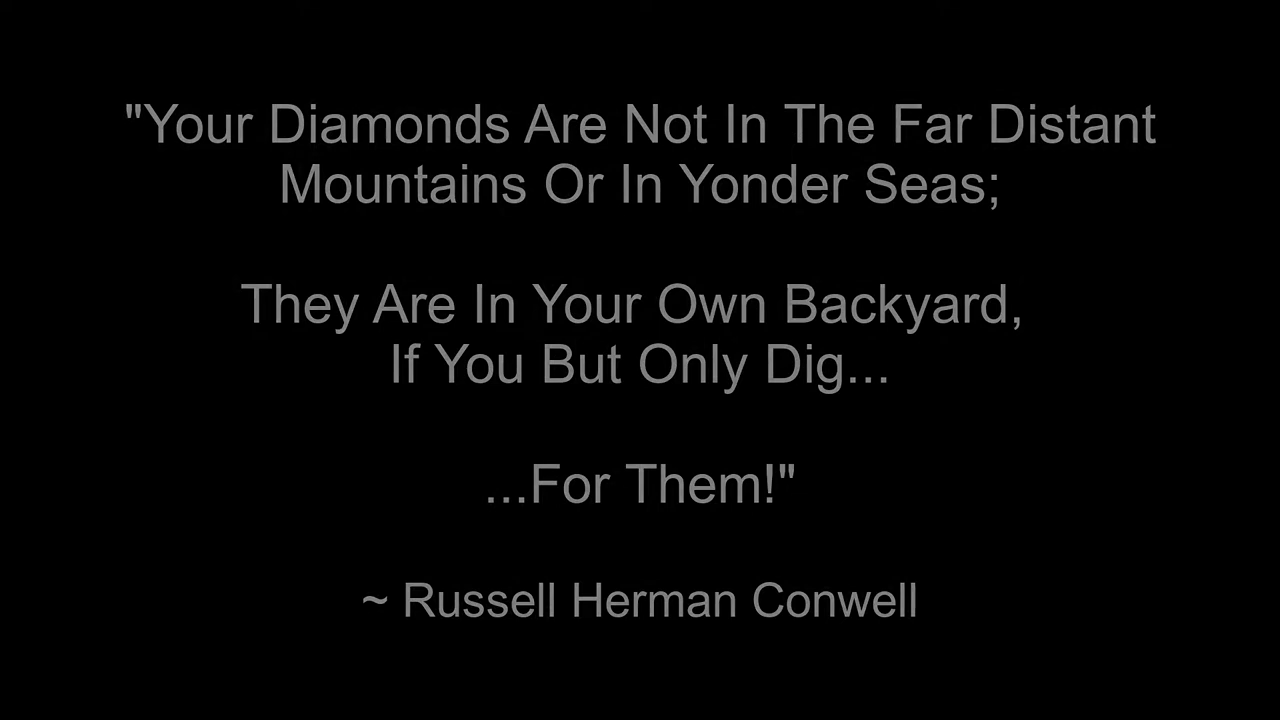 "Your Diamonds Are Not In The Far Distant
Mountains Or In Yonder Seas;
They Are In Your Own Backyard,
If You But Only Dig...
...For Them!"
~ Russell Herman Conwell